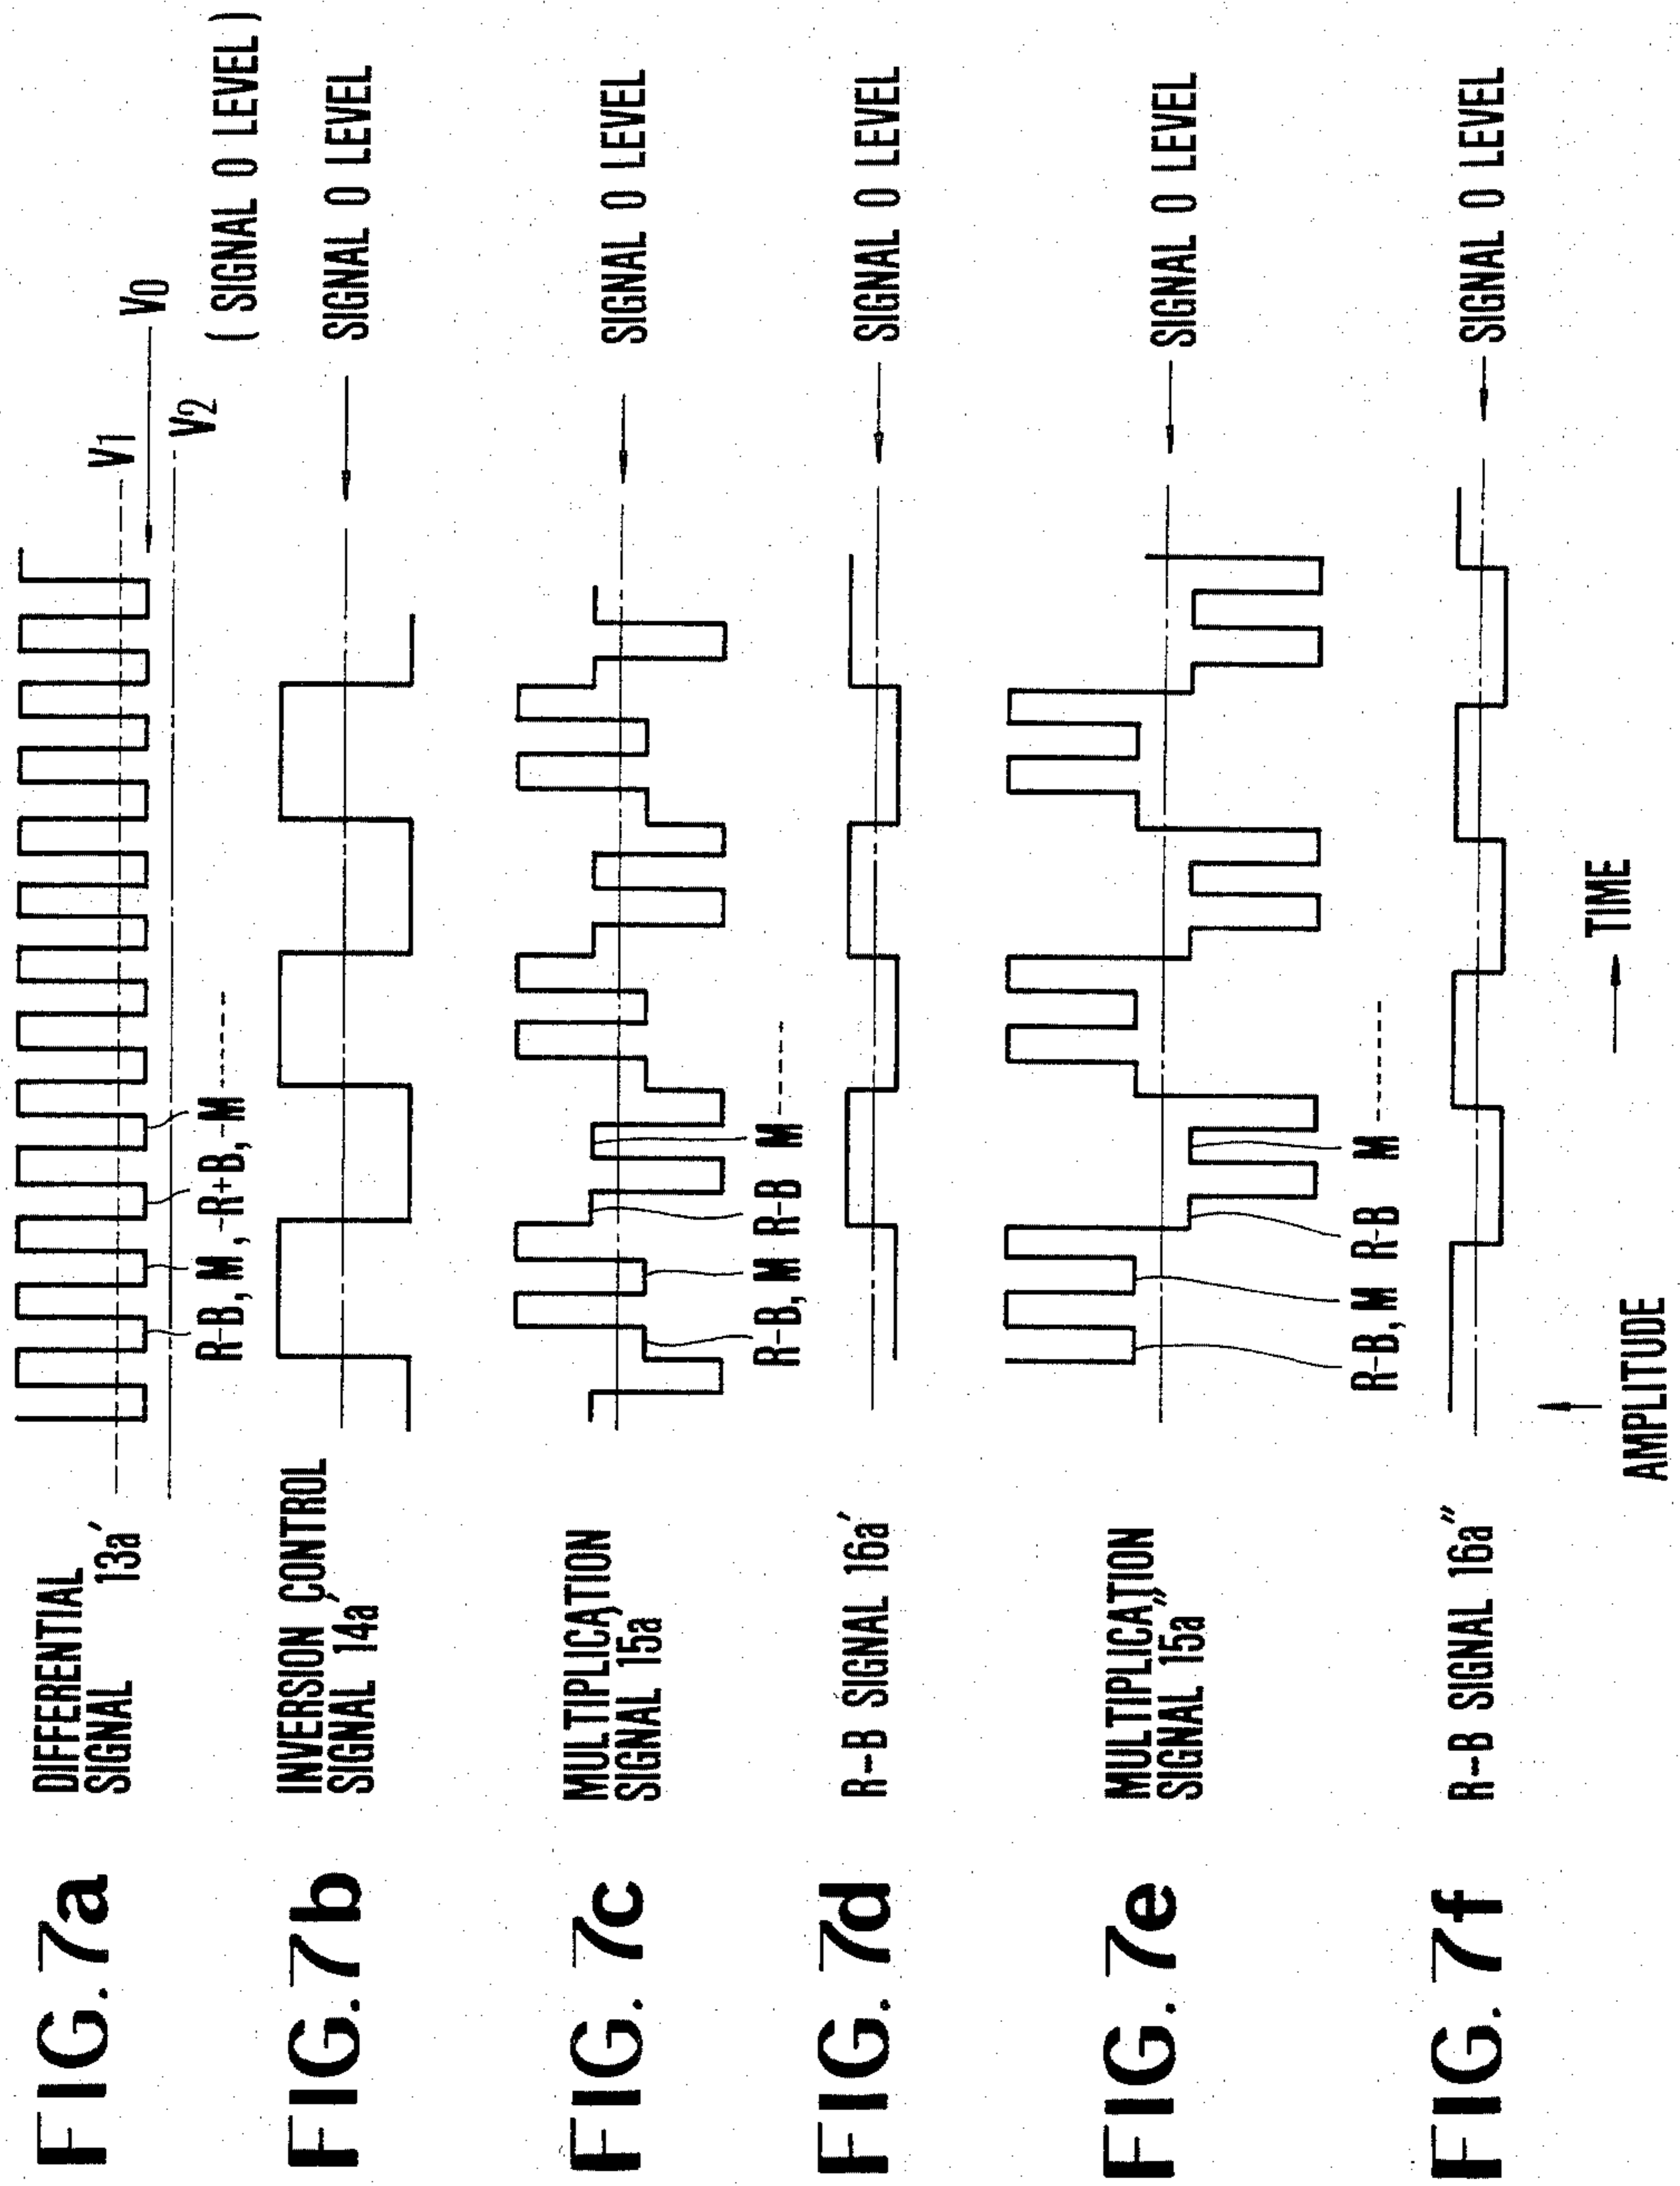 FIG.7a
DIFFERENTIAL
SIGNAL 13a′
V1
V0
V2
( SIGNAL 0 LEVEL )
R-B, M, -R+B, -M -----
FIG.7b
INVERSION CONTROL
SIGNAL 14a′
SIGNAL 0 LEVEL
FIG. 7c
MULTIPLICATION
SIGNAL 15a′
SIGNAL 0 LEVEL
R-B, M R-B M -----
FIG. 7d
R-B SIGNAL 16a′
SIGNAL 0 LEVEL
FIG. 7e
MULTIPLICATION
SIGNAL 15a″
SIGNAL 0 LEVEL
R-B, M R-B M -----
FIG. 7f
R-B SIGNAL 16a″
SIGNAL 0 LEVEL
AMPLITUDE
TIME